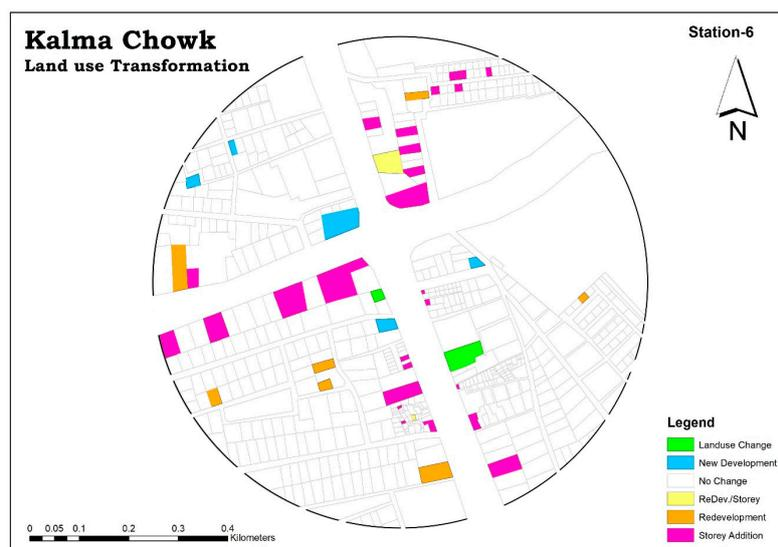 Kalma Chowk
Land use Transformation
Station-6
N
Legend
Landuse Change
New Development
No Change
ReDev./Storey
Redevelopment
Storey Addition
0 0.05 0.1 0.2 0.3 0.4
Kilometers